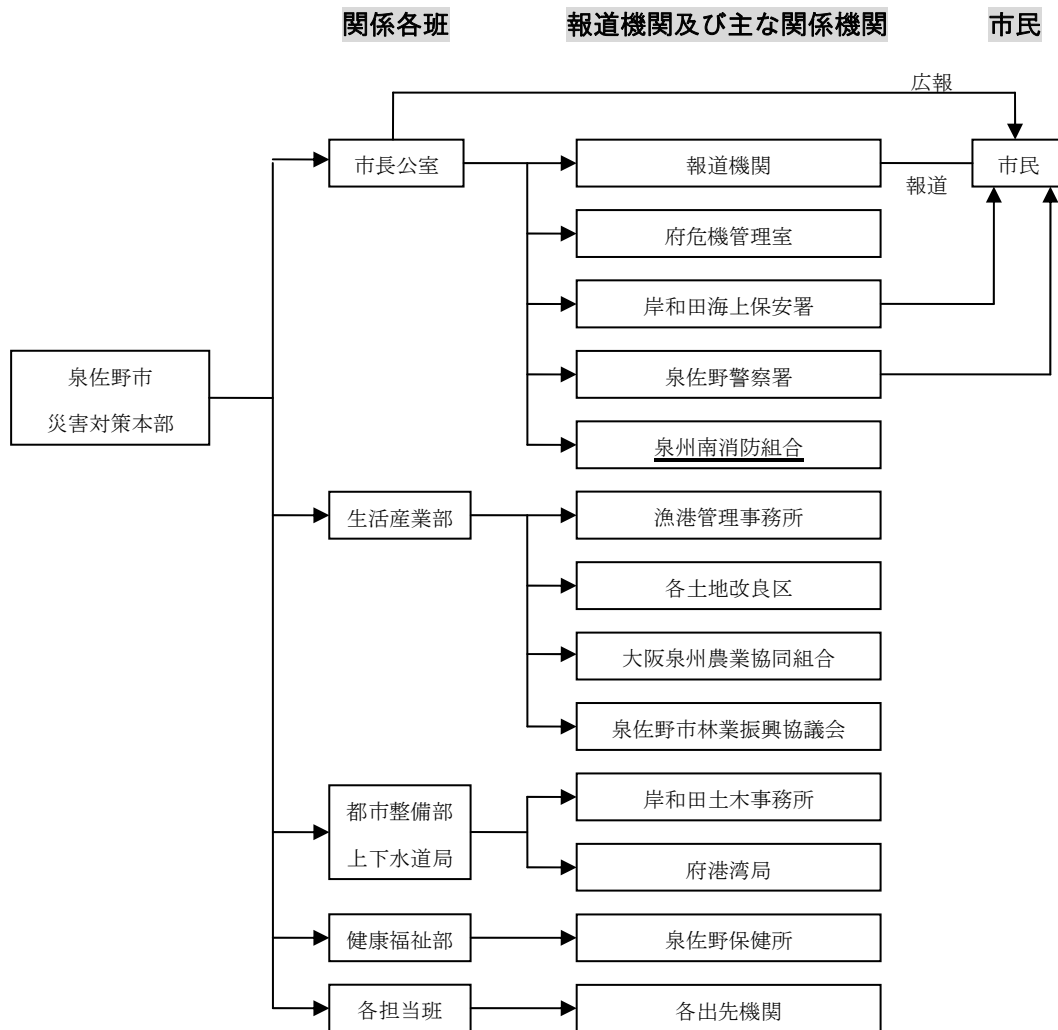 関係各班
報道機関及び主な関係機関
市民
広報
市長公室
報道機関
報道
市民
府危機管理室
岸和田海上保安署
泉佐野市
災害対策本部
泉佐野警察署
泉州南消防組合
生活産業部
漁港管理事務所
各土地改良区
大阪泉州農業協同組合
泉佐野市林業振興協議会
都市整備部
上下水道局
岸和田土木事務所
府港湾局
健康福祉部
泉佐野保健所
各担当班
各出先機関